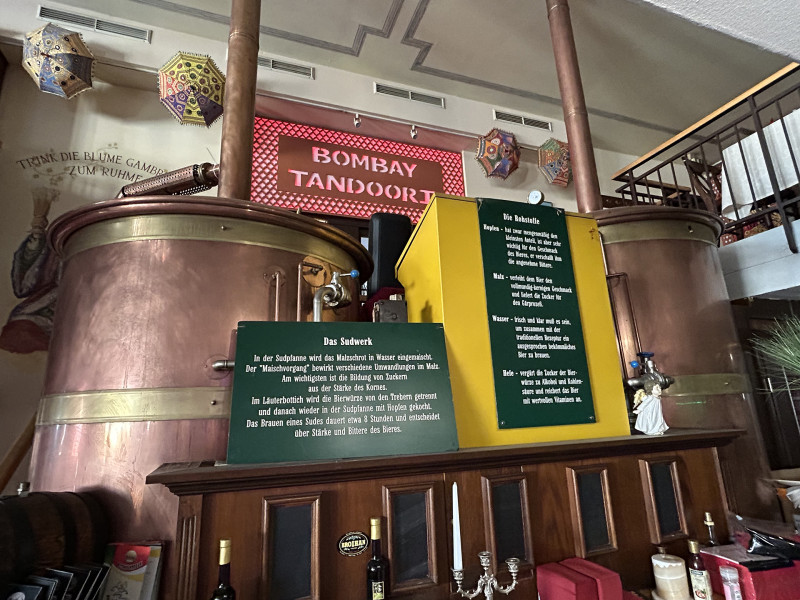 TRINK DIE BLUME GAMBR
ZUM RUHME
BOMBAY
TANDOORI
Das Sudwerk
In der Sudpfanne wird das Malzschrot in Wasser eingemaischt.
Der "Maischvorgang" bewirkt verschiedene Umwandlungen im Malz.
Am wichtigsten ist die Bildung von Zuckern
aus der Stärke des Kornes.
Im Läuterbottich wird die Bierwürze von den Trebern getrennt
und danach wieder in der Sudpfanne mit Hopfen gekocht.
Das Brauen eines Sudes dauert etwa 8 Stunden und entscheidet
über Stärke und Bittere des Bieres.
Die Rohstoffe
Hopfen - hat zwar mengenmäßig den
kleinsten Anteil, ist aber sehr
wichtig für den Geschmack
des Bieres, er verschafft ihm
die angenehme Bittere.
Malz - verleiht dem Bier den
vollmundig-kernigen Geschmack
und liefert die Zucker für
den Gärprozeß.
Wasser - frisch und klar muß es sein,
um zusammen mit der
traditionellen Rezeptur ein
ausgesprochen bekömmliches
Bier zu brauen.
Hefe - vergärt die Zucker der Bier-
würze zu Alkohol und Kohlen-
säure und reichert das Bier
mit wertvollen Vitaminen an.
BROZMAN